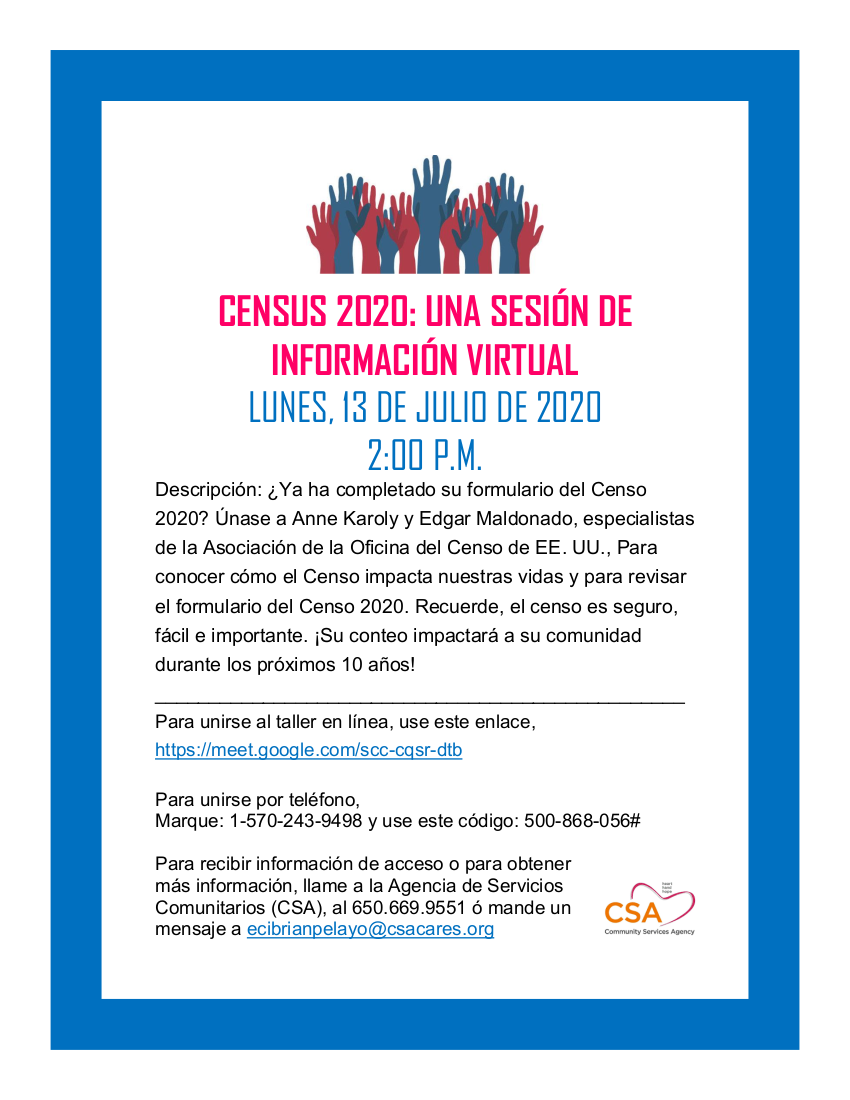 CENSUS 2020: UNA SESIÓN DE
INFORMACIÓN VIRTUAL
LUNES, 13 DE JULIO DE 2020
2:00 P.M.
Descripción: ¿Ya ha completado su formulario del Censo
2020? Únase a Anne Karoly y Edgar Maldonado, especialistas
de la Asociación de la Oficina del Censo de EE. UU., Para
conocer cómo el Censo impacta nuestras vidas y para revisar
el formulario del Censo 2020. Recuerde, el censo es seguro,
fácil e importante. ¡Su conteo impactará a su comunidad
durante los próximos 10 años!
Para unirse al taller en línea, use este enlace,
https://meet.google.com/scc-cqsr-dtb
Para unirse por teléfono,
Marque: 1-570-243-9498 y use este código: 500-868-056#
Para recibir información de acceso o para obtener
más información, llame a la Agencia de Servicios
Comunitarios (CSA), al 650.669.9551 ó mande un
mensaje a ecibrianpelayo@csacares.org
heart
hand
hope
CSA
Community Services Agency